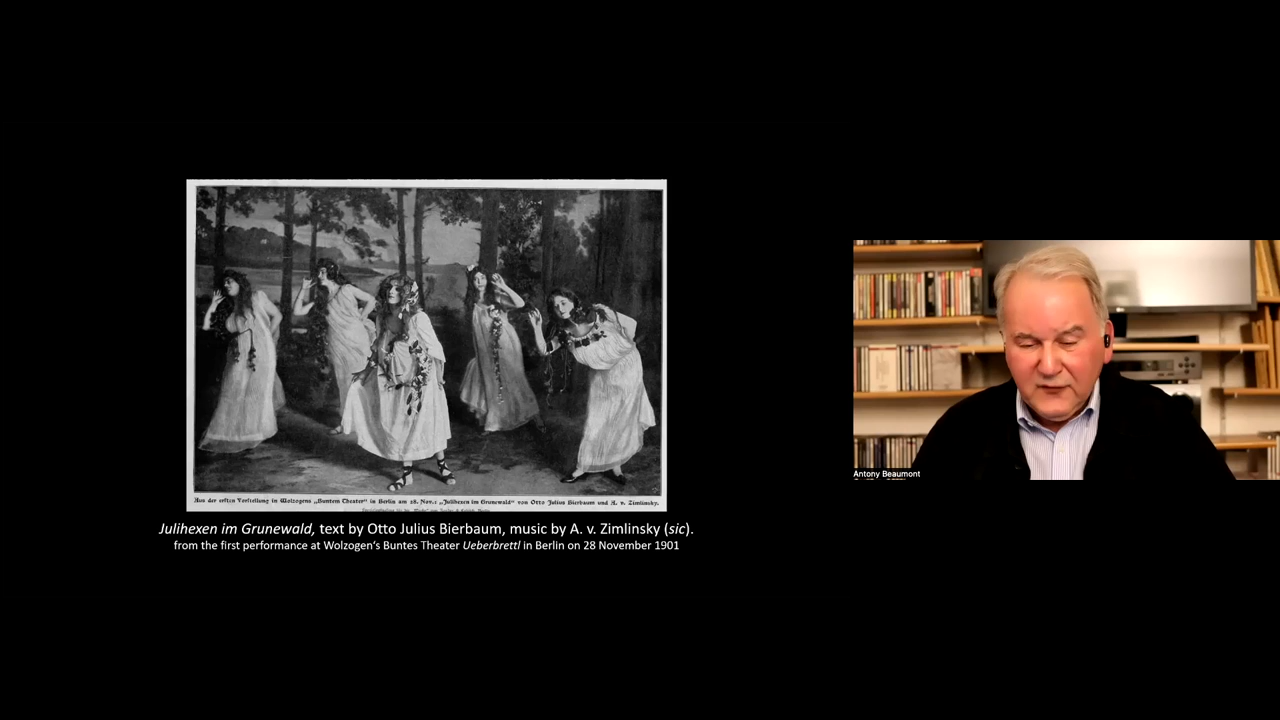 Aus der ersten Vorstellung in Wolzogens „Buntem Theater“ in Berlin am 28. Nov.: „Julihexen im Grunewald“ von Otto Julius Bierbaum und A. v. Zimlinsky.
Julihexen im Grunewald, text by Otto Julius Bierbaum, music by A. v. Zimlinsky (sic).
from the first performance at Wolzogen's Buntes Theater Ueberbrettl in Berlin on 28 November 1901
Antony Beaumont